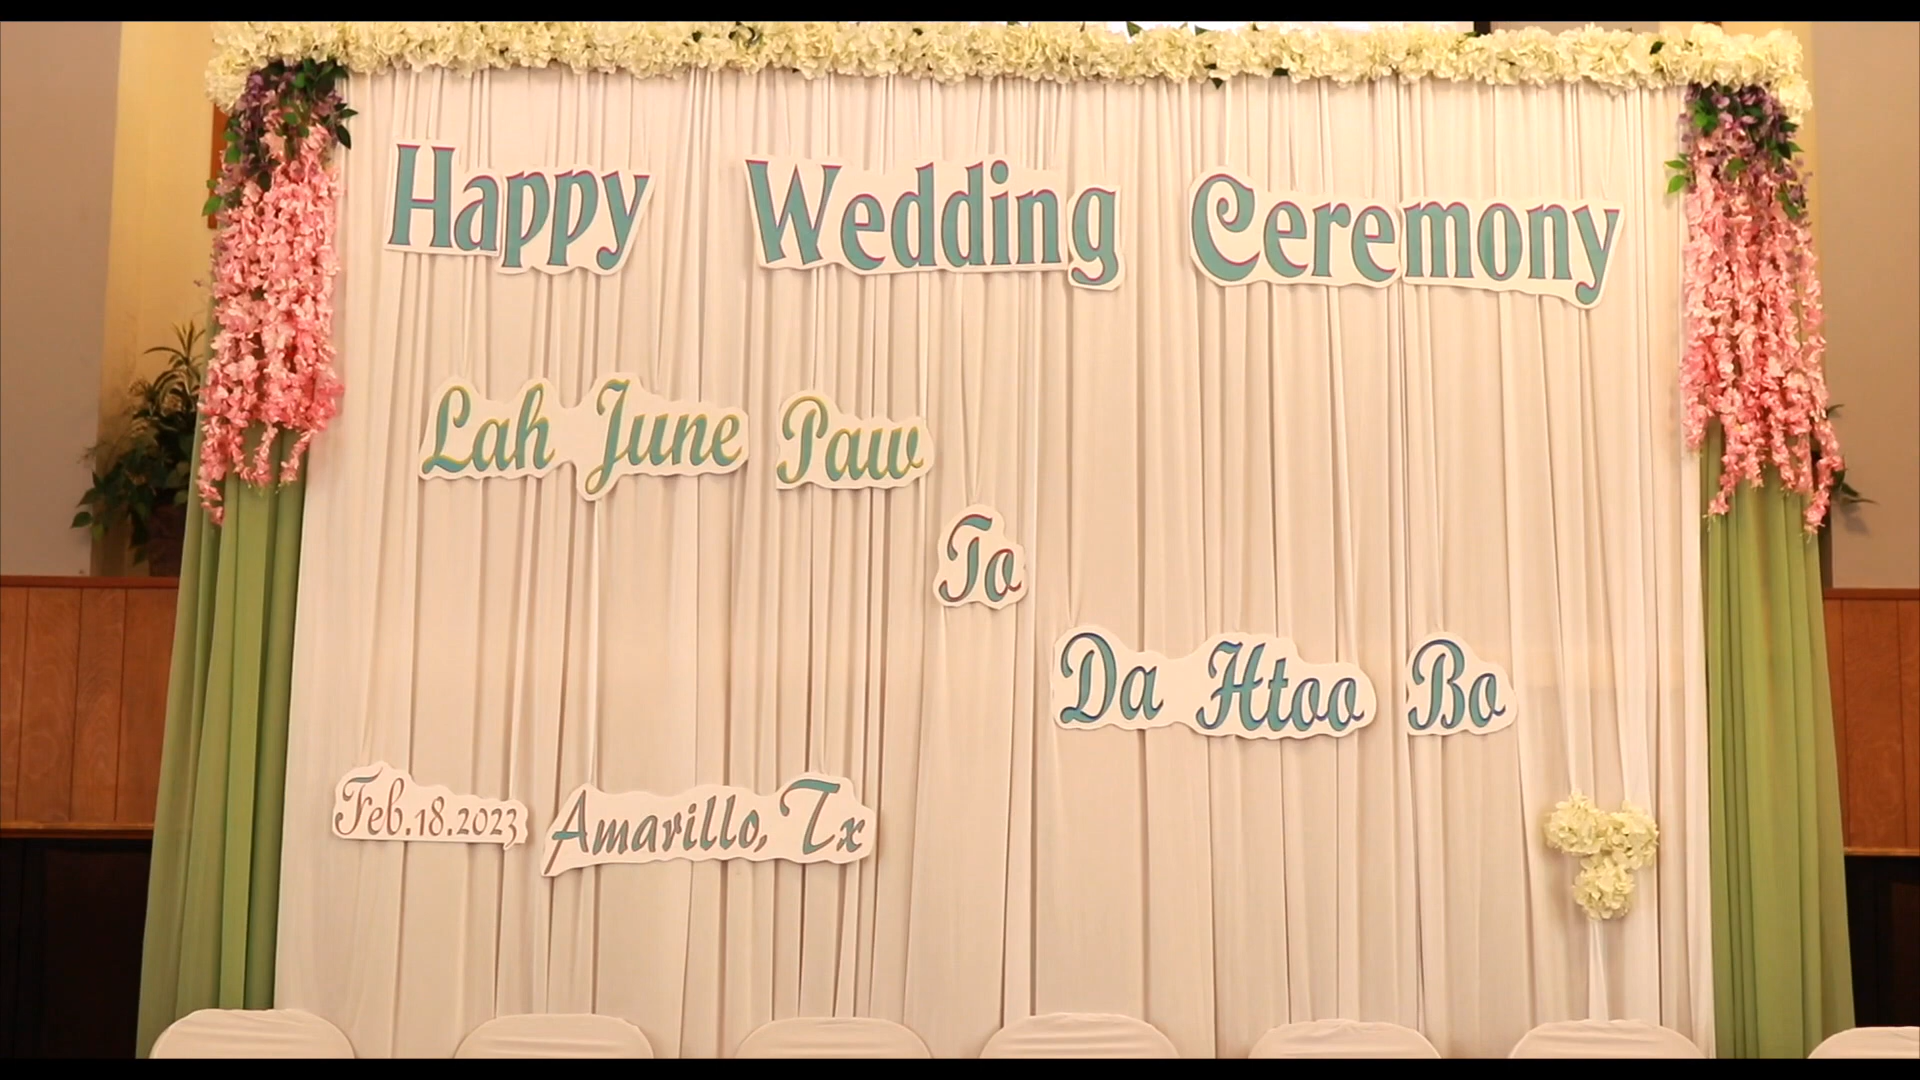 Happy Wedding Ceremony
Lah June Paw
To
Da Htoo Bo
Feb.18.2023 Amarillo, Tx